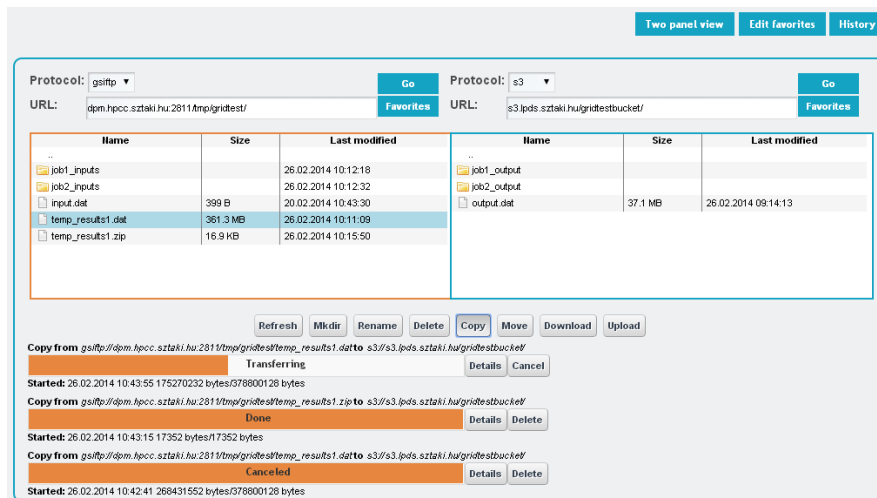 Two panel view Edit favorites History
Protocol: gsiftp Go Protocol: s3 Go
URL: dpm.hpcc.sztaki.hu:2811/tmp/gridtest/ Favorites URL: s3.lpds.sztaki.hu/gridtestbucket/ Favorites
Name Size Last modified Name Size Last modified
.. ..
job1_inputs 26.02.2014 10:12:18 job1_output
job2_inputs 26.02.2014 10:12:32 job2_output
input.dat 399 B 20.02.2014 10:43:30 output.dat 37.1 MB 26.02.2014 09:14:13
temp_results1.dat 361.3 MB 26.02.2014 10:11:09
temp_results1.zip 16.9 KB 26.02.2014 10:15:50
Refresh Mkdir Rename Delete Copy Move Download Upload
Copy from gsiftp://dpm.hpcc.sztaki.hu:2811/tmp/gridtest/temp_results1.dat to s3://s3.lpds.sztaki.hu/gridtestbucket/
Transferring Details Cancel
Started: 26.02.2014 10:43:55 175270232 bytes/378800128 bytes
Copy from gsiftp://dpm.hpcc.sztaki.hu:2811/tmp/gridtest/temp_results1.zip to s3://s3.lpds.sztaki.hu/gridtestbucket/
Done Details Delete
Started: 26.02.2014 10:43:15 17352 bytes/17352 bytes
Copy from gsiftp://dpm.hpcc.sztaki.hu:2811/tmp/gridtest/temp_results1.dat to s3://s3.lpds.sztaki.hu/gridtestbucket/
Canceled Details Delete
Started: 26.02.2014 10:42:41 268431552 bytes/378800128 bytes